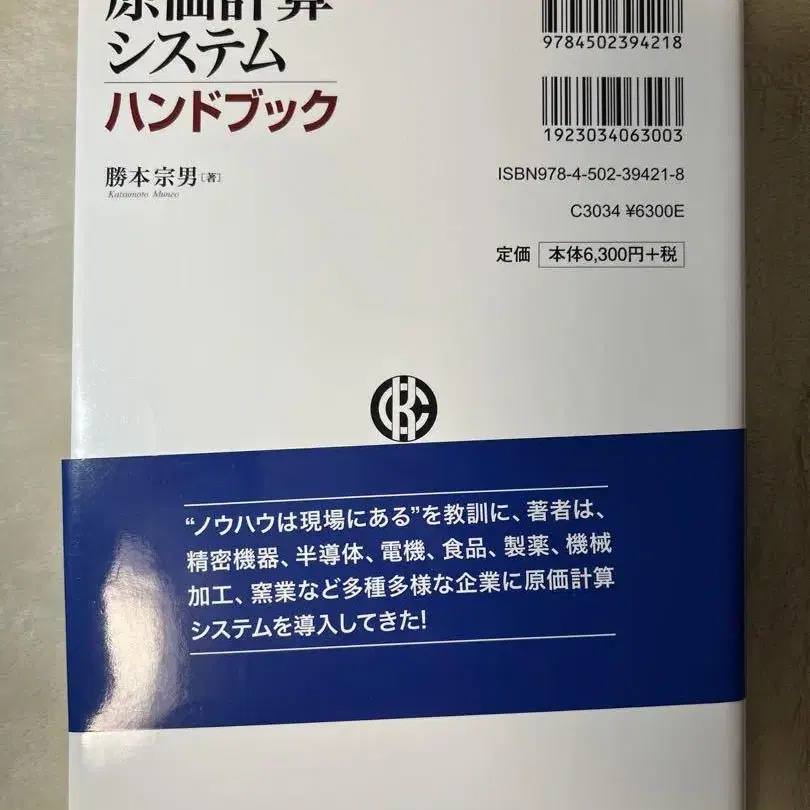 原価計算
システム
ハンドブック
勝本宗男〔著〕
Katsumoto Muneo
9784502394218
1923034063003
ISBN978-4-502-39421-8
C3034 ¥6300E
定価 本体6,300円+税
“ノウハウは現場にある”を教訓に、著者は、
精密機器、半導体、電機、食品、製薬、機械
加工、窯業など多種多様な企業に原価計算
システムを導入してきた!